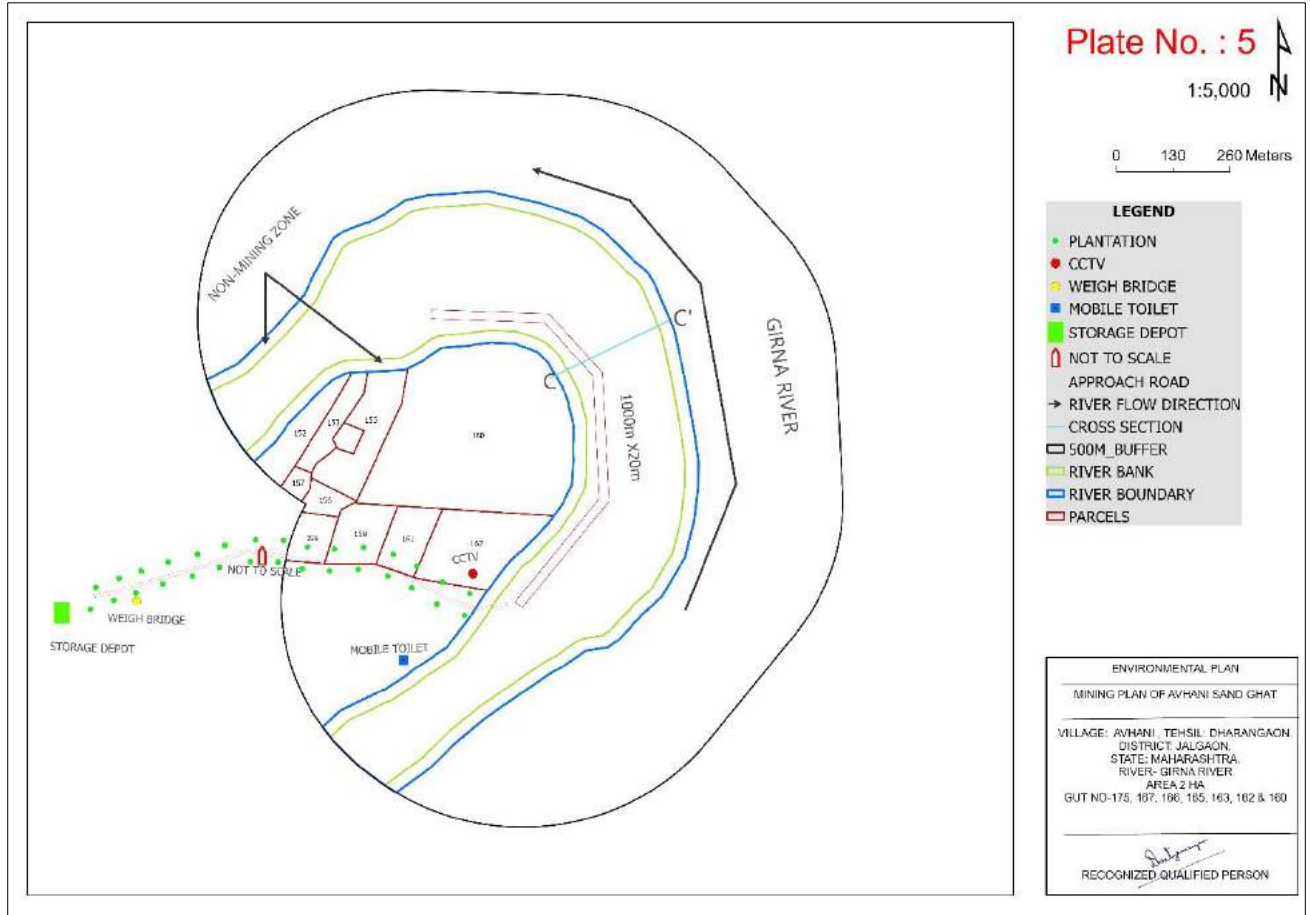 Plate No. : 5
1:5,000
N
0 130 260 Meters
LEGEND
PLANTATION
CCTV
WEIGH BRIDGE
MOBILE TOILET
STORAGE DEPOT
NOT TO SCALE
APPROACH ROAD
RIVER FLOW DIRECTION
CROSS SECTION
500M_BUFFER
RIVER BANK
RIVER BOUNDARY
PARCELS
NON-MINING ZONE
C'
C
GIRNA RIVER
1000m X20m
152
153
155
160
157
156
159
161
162
CCTV
NOT TO SCALE
WEIGH BRIDGE
STORAGE DEPOT
MOBILE TOILET
ENVIRONMENTAL PLAN
MINING PLAN OF AVHANI SAND GHAT
VILLAGE: AVHANI, TEHSIL: DHARANGAON,
DISTRICT: JALGAON,
STATE: MAHARASHTRA,
RIVER- GIRNA RIVER
AREA 2 HA
GUT NO-175, 167, 166, 165, 163, 162 & 160
RECOGNIZED QUALIFIED PERSON